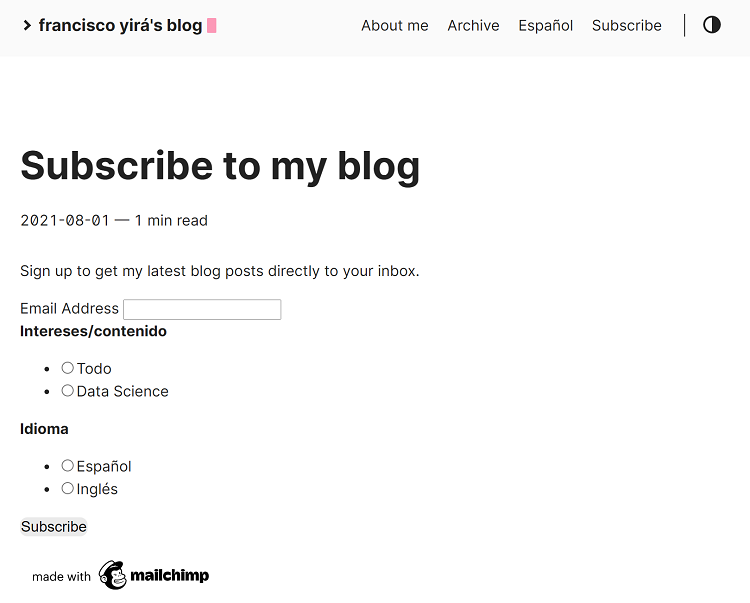 francisco yirá's blog
About me Archive Español Subscribe
Subscribe to my blog
2021-08-01 — 1 min read
Sign up to get my latest blog posts directly to your inbox.
Email Address
Intereses/contenido
Todo
Data Science
Idioma
Español
Inglés
Subscribe
made with mailchimp